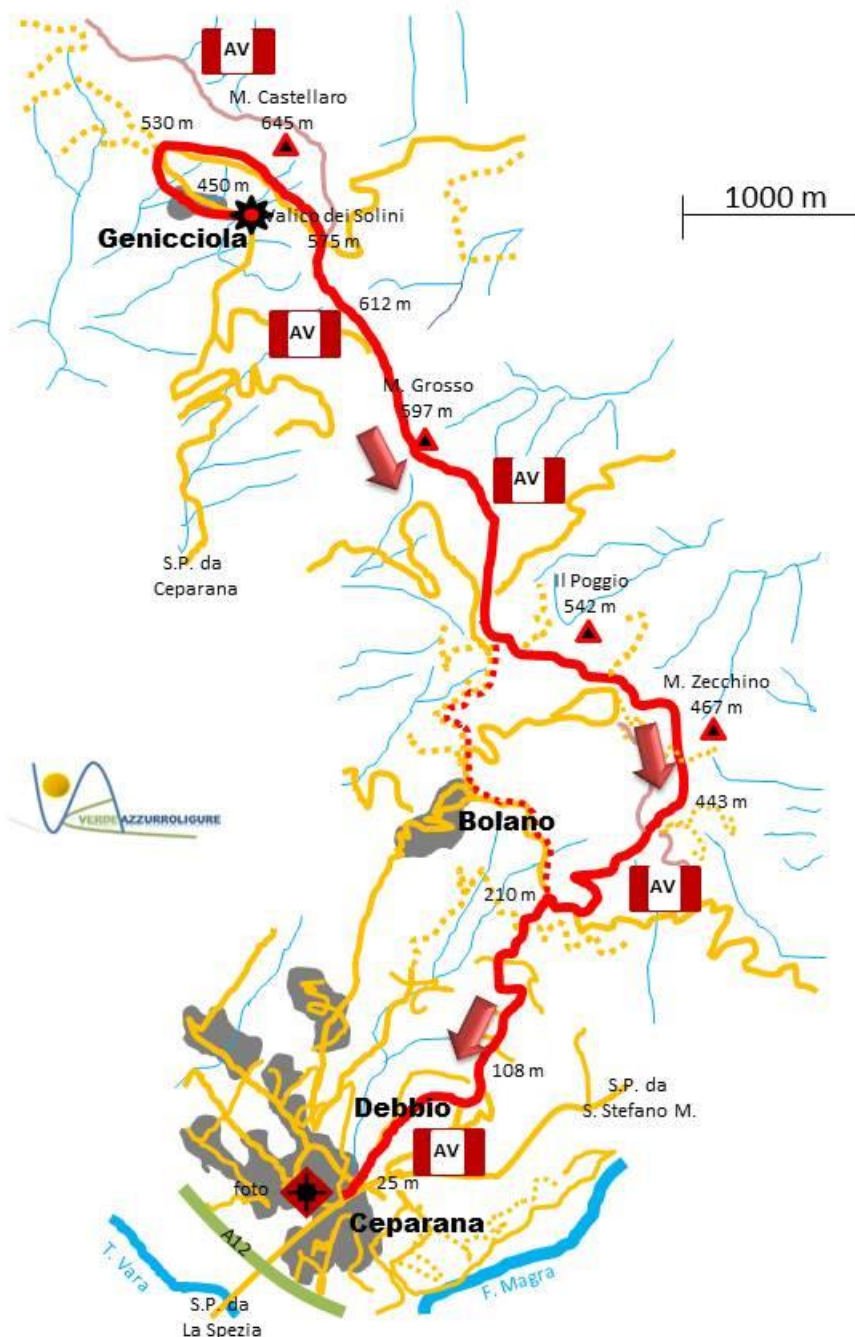 AV
M. Castellaro
645 m
530 m
450 m
Valico dei Solini
575 m
Genicciola
1000 m
612 m
AV
M. Grosso
597 m
AV
S.P. da
Ceparana
Il Poggio
542 m
M. Zecchino
467 m
443 m
VERDEAZZURROLIGURE
Bolano
AV
210 m
108 m
S.P. da
S. Stefano M.
Debbio
AV
25 m
foto
Ceparana
A12
T. Vara
F. Magra
S.P. da
La Spezia